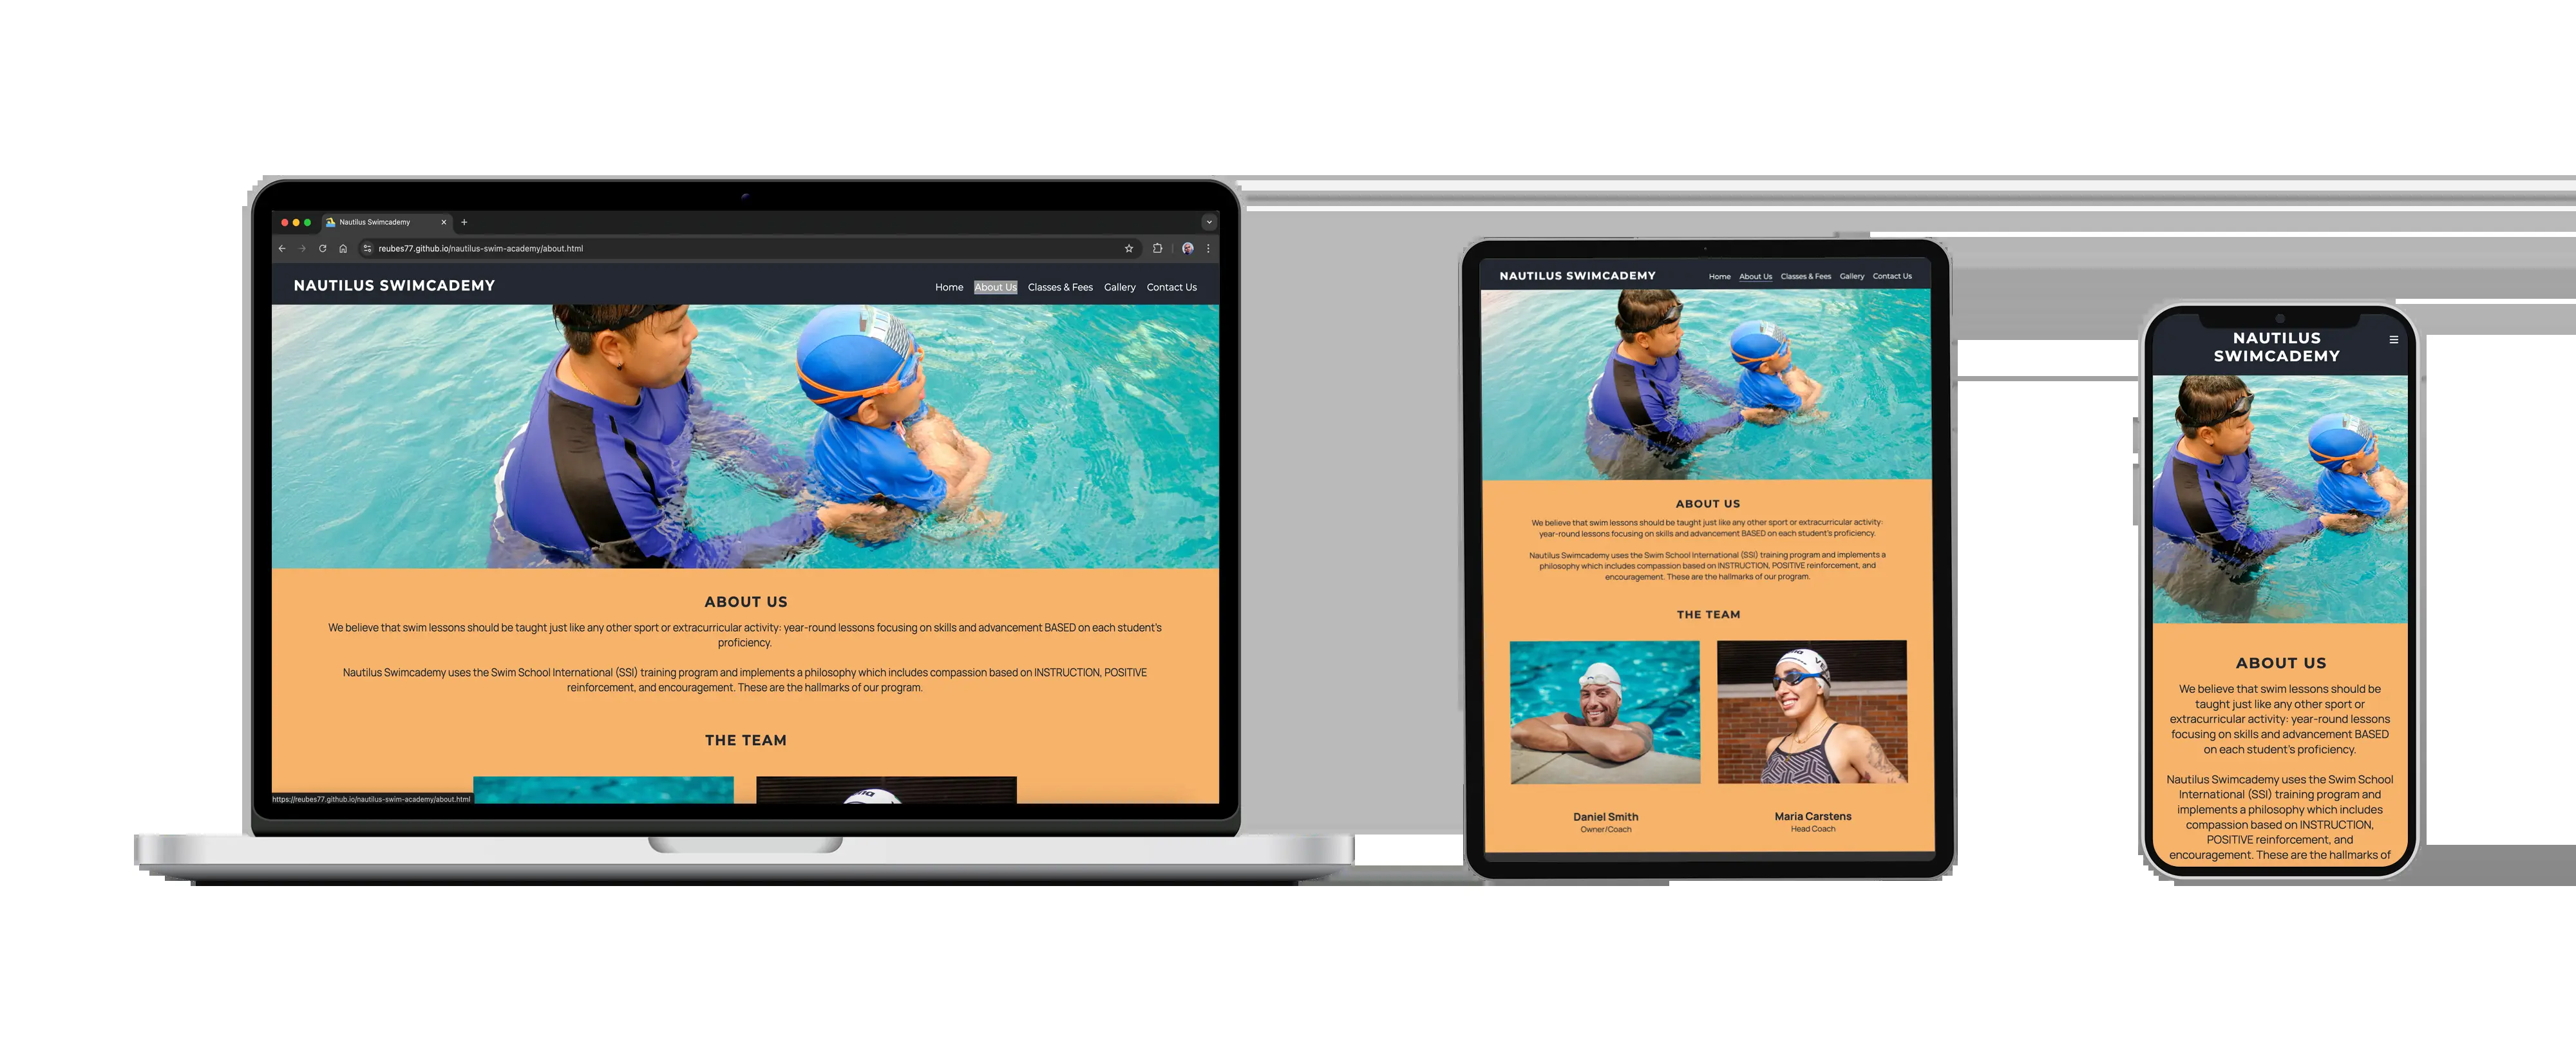 Nautilus Swimcademy
reubes77.github.io/nautilus-swim-academy/about.html
NAUTILUS SWIMCADEMY
Home About Us Classes & Fees Gallery Contact Us
ABOUT US
We believe that swim lessons should be taught just like any other sport or extracurricular activity: year-round lessons focusing on skills and advancement BASED on each student's
proficiency.
Nautilus Swimcademy uses the Swim School International (SSI) training program and implements a philosophy which includes compassion based on INSTRUCTION, POSITIVE
reinforcement, and encouragement. These are the hallmarks of our program.
THE TEAM
https://reubes77.github.io/nautilus-swim-academy/about.html
NAUTILUS SWIMCADEMY
Home About Us Classes & Fees Gallery Contact Us
ABOUT US
We believe that swim lessons should be taught just like any other sport or extracurricular activity:
year-round lessons focusing on skills and advancement BASED on each student's proficiency.
Nautilus Swimcademy uses the Swim School International (SSI) training program and implements a
philosophy which includes compassion based on INSTRUCTION, POSITIVE reinforcement, and
encouragement. These are the hallmarks of our program.
THE TEAM
Daniel Smith
Owner/Coach
Maria Carstens
Head Coach
NAUTILUS
SWIMCADEMY
ABOUT US
We believe that swim lessons should be
taught just like any other sport or
extracurricular activity: year-round lessons
focusing on skills and advancement BASED
on each student's proficiency.
Nautilus Swimcademy uses the Swim School
International (SSI) training program and
implements a philosophy which includes
compassion based on INSTRUCTION,
POSITIVE reinforcement, and
encouragement. These are the hallmarks of